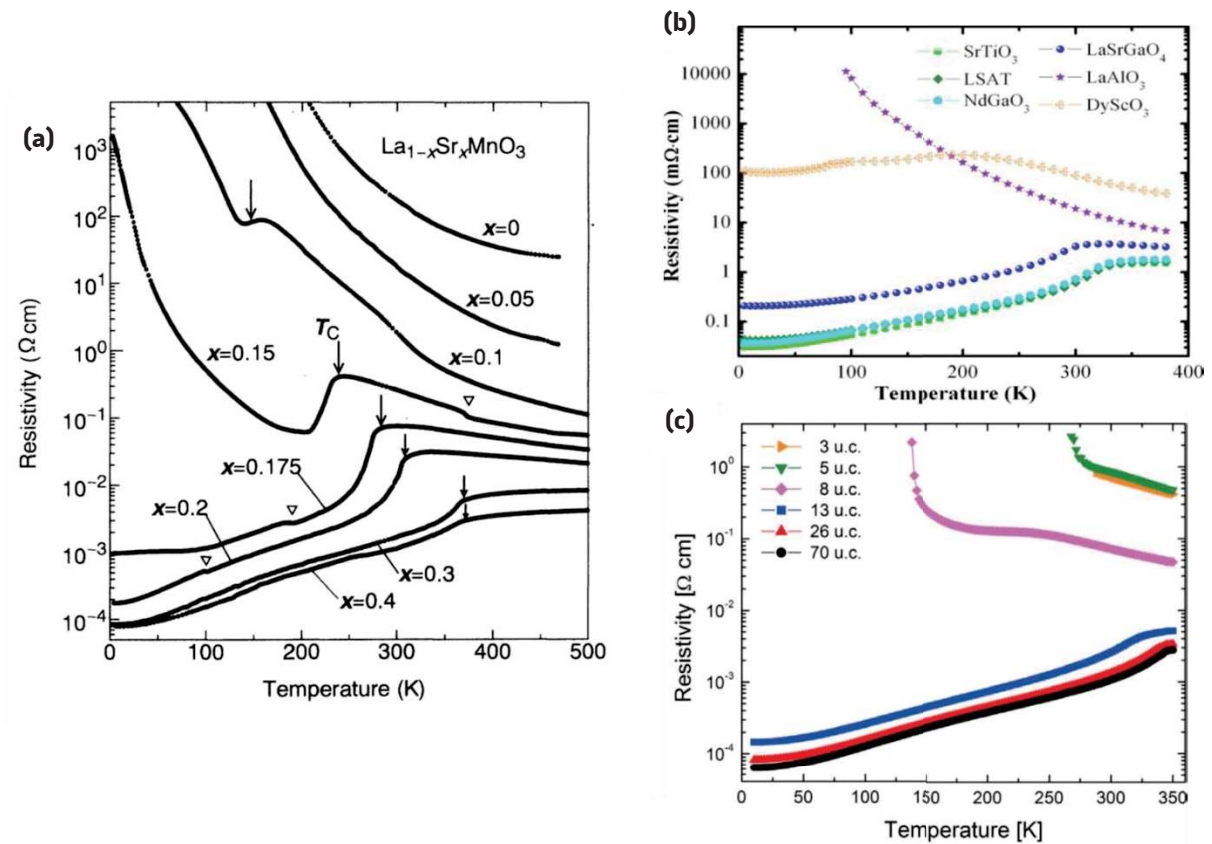 (a)
La₁₋ₓSrₓMnO₃
x=0
x=0.05
x=0.1
x=0.15
T_C
x=0.175
x=0.2
x=0.3
x=0.4
10³
10²
10¹
10⁰
10⁻¹
10⁻²
10⁻³
10⁻⁴
Resistivity (Ω cm)
0 100 200 300 400 500
Temperature (K)
(b)
SrTiO₃
LSAT
NdGaO₃
LaSrGaO₄
LaAlO₃
DyScO₃
10000
1000
100
10
1
0.1
Resistivity (mΩ·cm)
100 200 300 400
Temperature (K)
(c)
3 u.c.
5 u.c.
8 u.c.
13 u.c.
26 u.c.
70 u.c.
10⁰
10⁻¹
10⁻²
10⁻³
10⁻⁴
Resistivity [Ω cm]
0 50 100 150 200 250 300 350
Temperature [K]